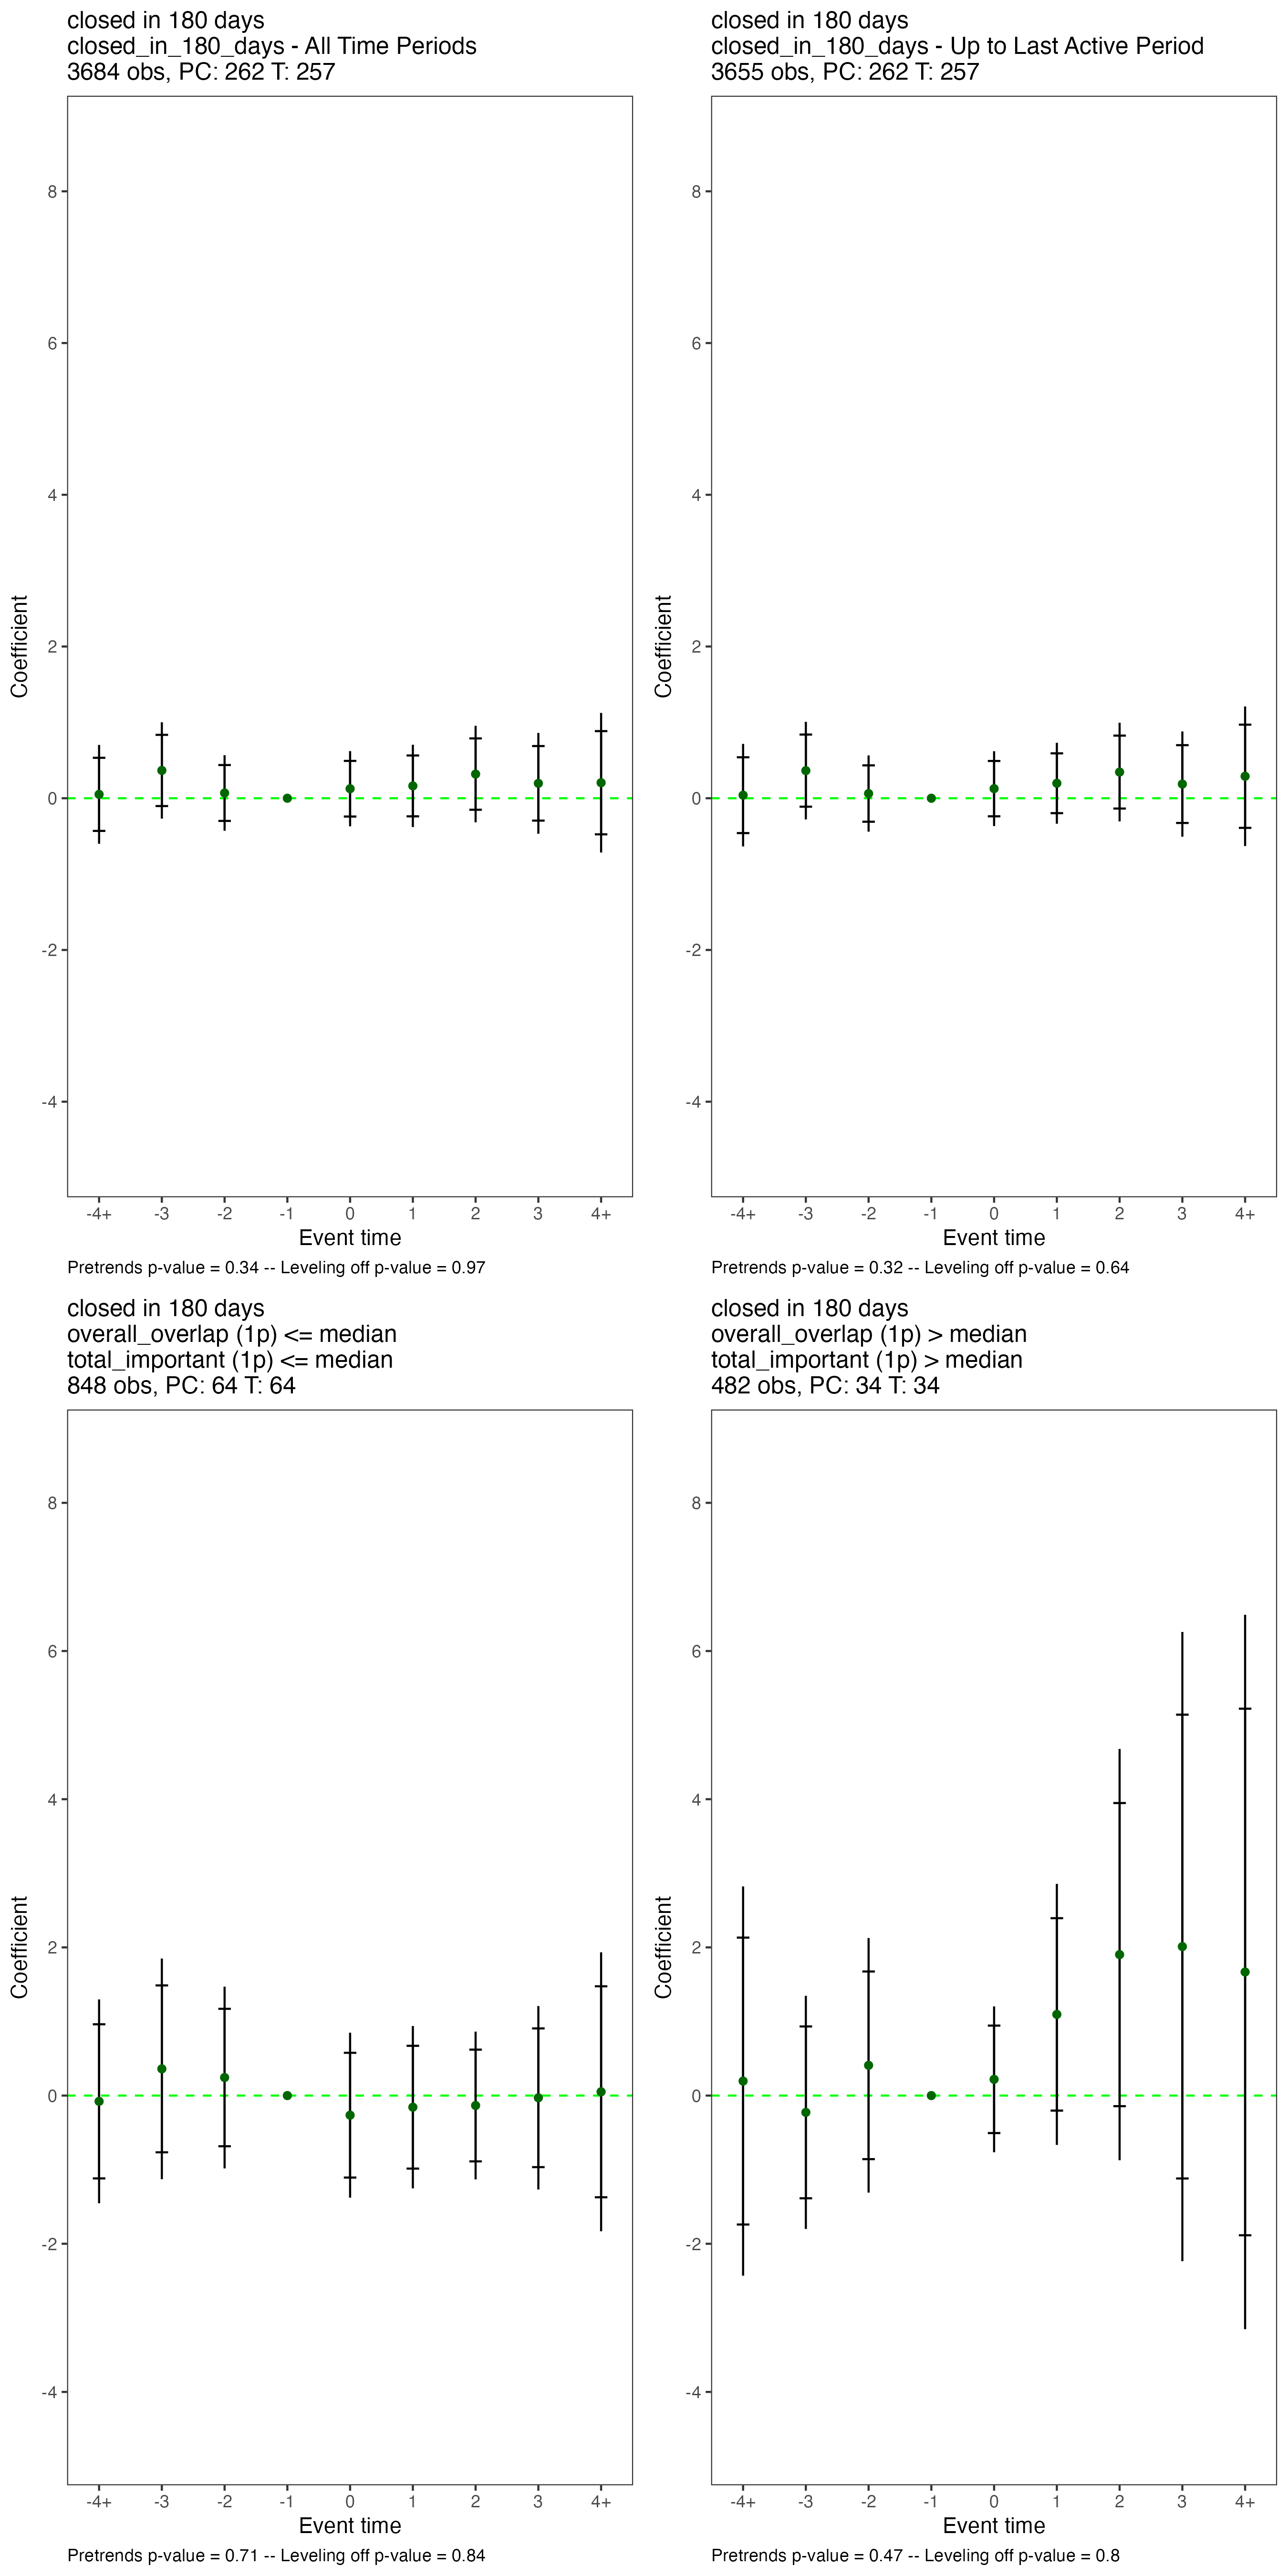 closed in 180 days
closed_in_180_days - All Time Periods
3684 obs, PC: 262 T: 257
Coefficient
8
6
4
2
0
-2
-4
-4+ -3 -2 -1 0 1 2 3 4+
Event time
Pretrends p-value = 0.34 -- Leveling off p-value = 0.97
closed in 180 days
closed_in_180_days - Up to Last Active Period
3655 obs, PC: 262 T: 257
Coefficient
8
6
4
2
0
-2
-4
-4+ -3 -2 -1 0 1 2 3 4+
Event time
Pretrends p-value = 0.32 -- Leveling off p-value = 0.64
closed in 180 days
overall_overlap (1p) <= median
total_important (1p) <= median
848 obs, PC: 64 T: 64
Coefficient
8
6
4
2
0
-2
-4
-4+ -3 -2 -1 0 1 2 3 4+
Event time
Pretrends p-value = 0.71 -- Leveling off p-value = 0.84
closed in 180 days
overall_overlap (1p) > median
total_important (1p) > median
482 obs, PC: 34 T: 34
Coefficient
8
6
4
2
0
-2
-4
-4+ -3 -2 -1 0 1 2 3 4+
Event time
Pretrends p-value = 0.47 -- Leveling off p-value = 0.8